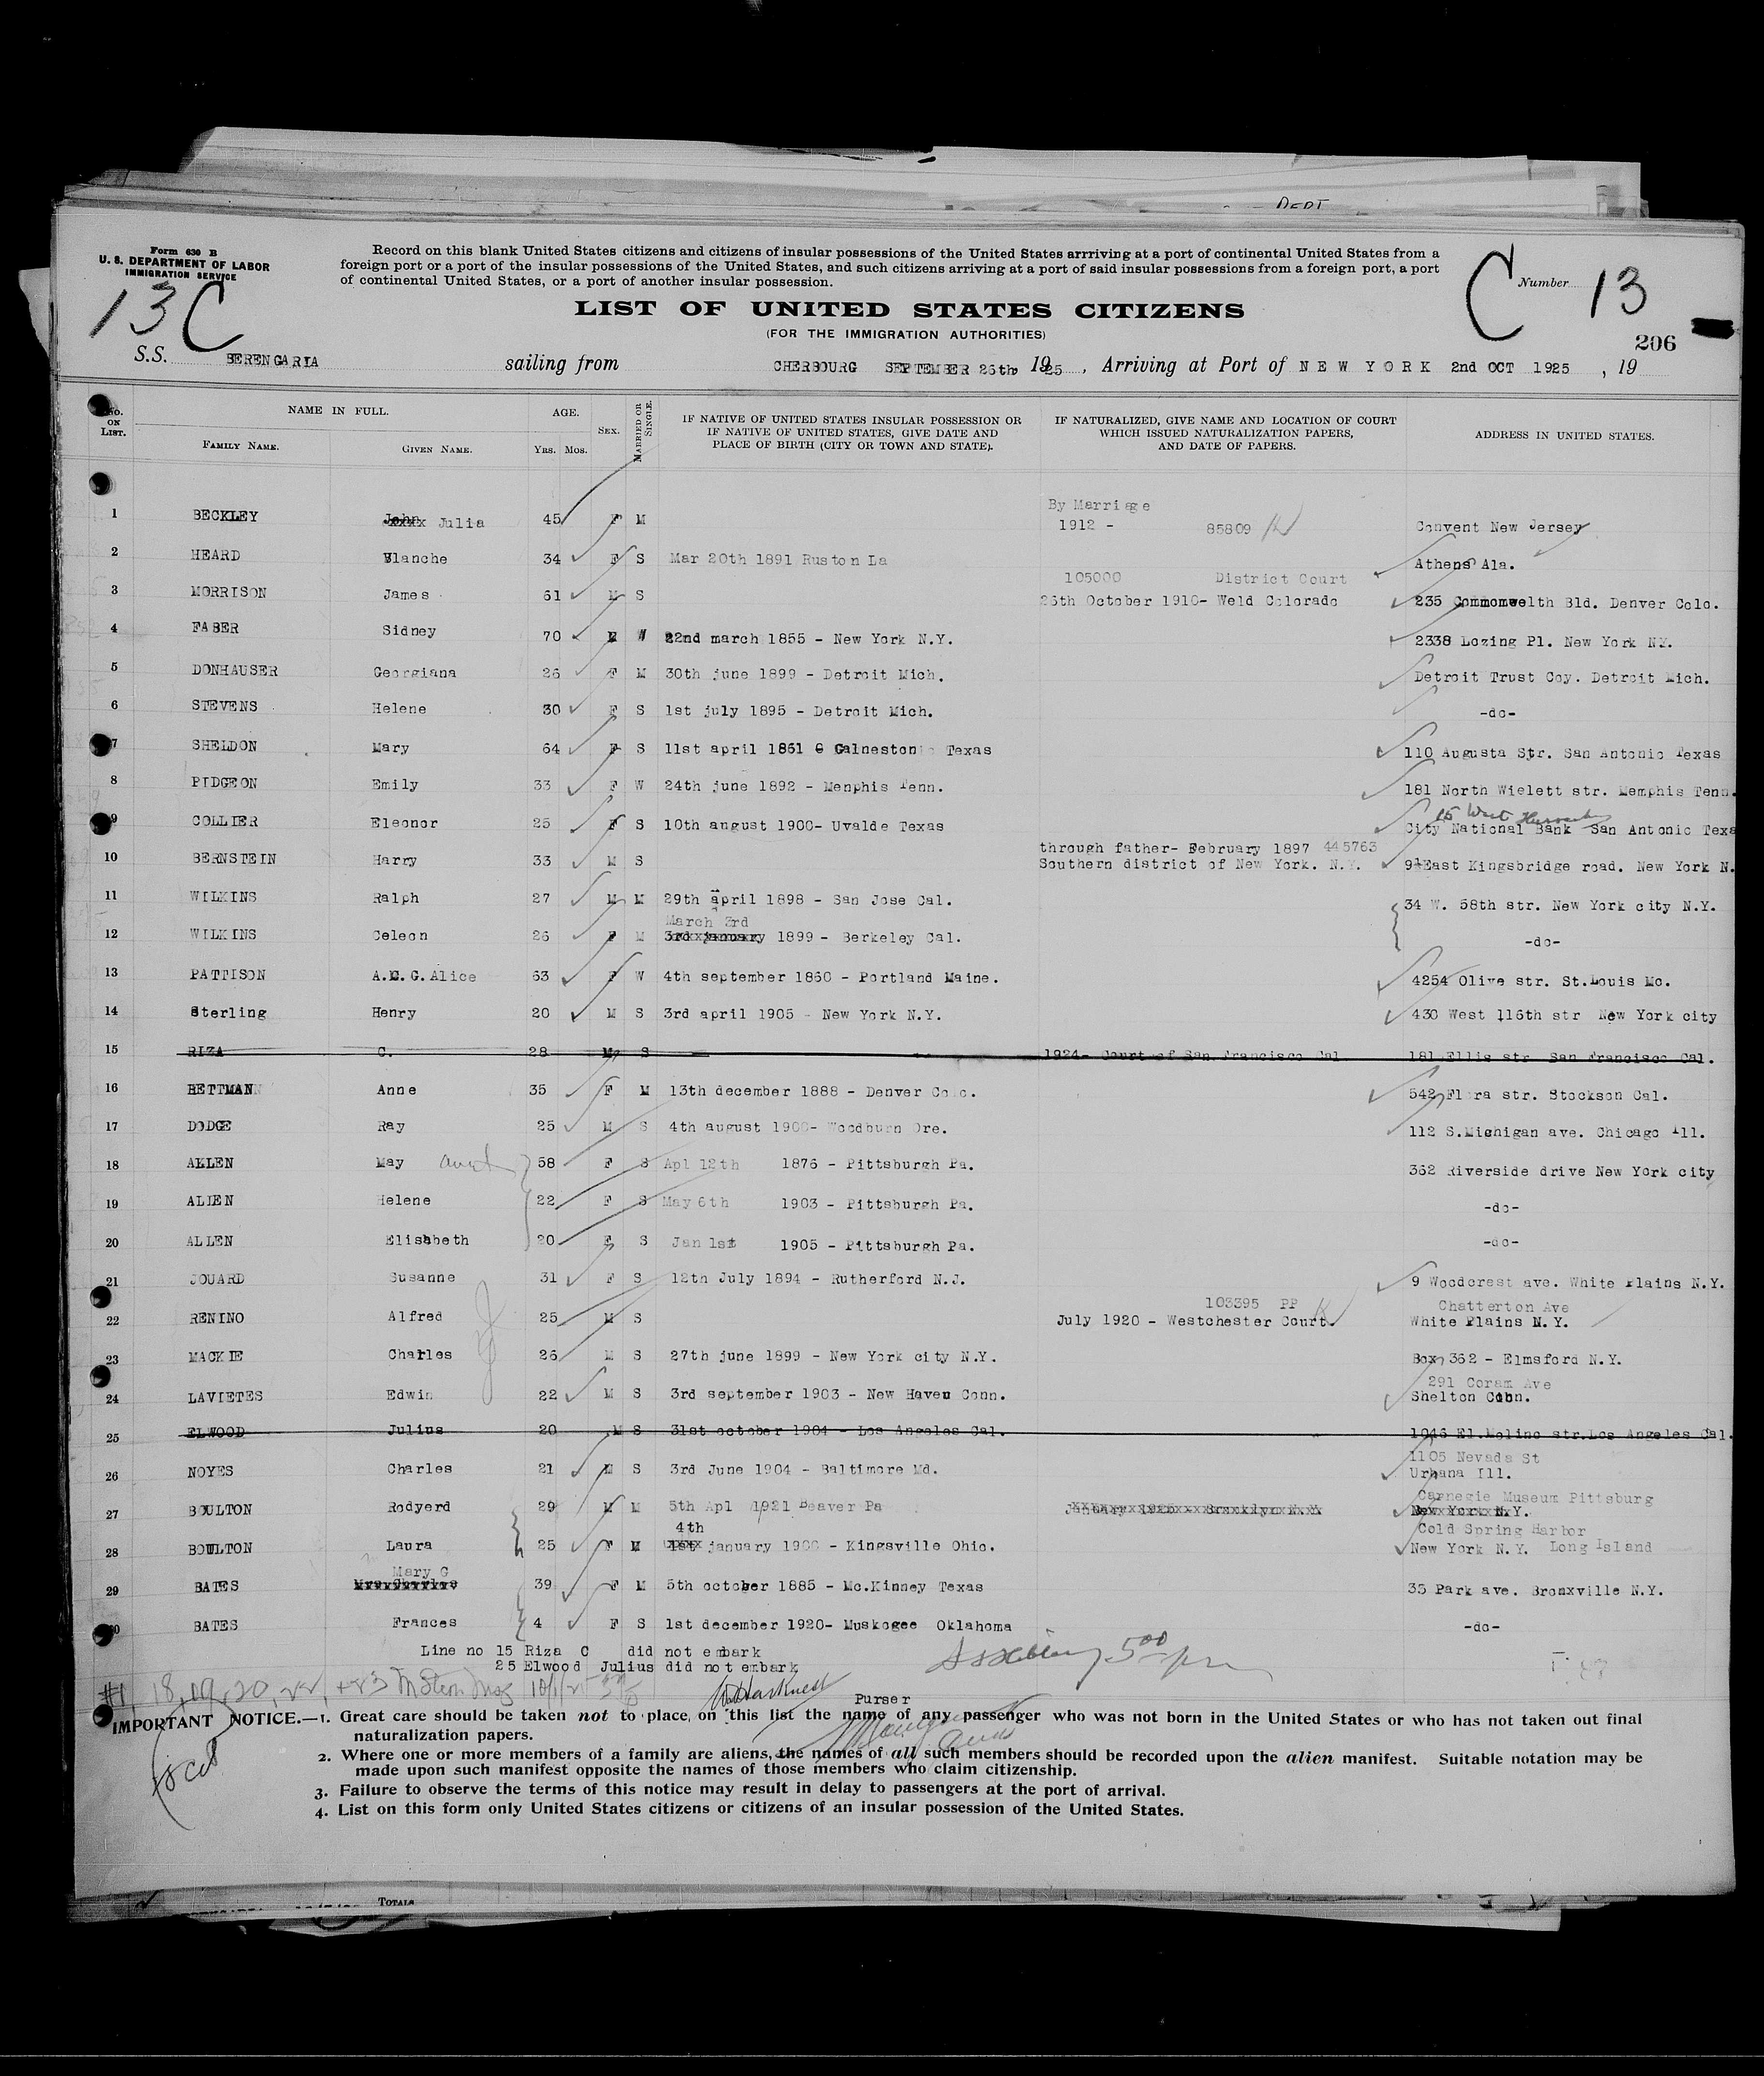 DEPT
Form 630 B
U. S. DEPARTMENT OF LABOR
IMMIGRATION SERVICE
Record on this blank United States citizens and citizens of insular possessions of the United States arrriving at a port of continental United States from a
foreign port or a port of the insular possessions of the United States, and such citizens arriving at a port of said insular possessions from a foreign port, a port
of continental United States, or a port of another insular possession.
13 C
C Number 13
LIST OF UNITED STATES CITIZENS
(FOR THE IMMIGRATION AUTHORITIES)
206
S.S. BERENGARIA sailing from CHERBOURG SEPTEMBER 26th, 1925, Arriving at Port of NEW YORK 2nd OCT 1925, 19
No. ON LIST. NAME IN FULL. AGE. SEX. MARRIED OR SINGLE. IF NATIVE OF UNITED STATES INSULAR POSSESSION OR IF NATIVE OF UNITED STATES, GIVE DATE AND PLACE OF BIRTH (CITY OR TOWN AND STATE). IF NATURALIZED, GIVE NAME AND LOCATION OF COURT WHICH ISSUED NATURALIZATION PAPERS, AND DATE OF PAPERS. ADDRESS IN UNITED STATES.
FAMILY NAME. GIVEN NAME. YRS. MOS.
By Marriage
1 BECKLEY John Julia 45 F M 1912 - 85809 Convent New Jersey
2 HEARD Blanche 34 F S Mar 20th 1891 Ruston La Athens Ala.
105000 District Court
3 MORRISON James 61 M S 26th October 1910- Weld Colorado 235 Commomwelth Bld. Denver Colo.
4 FABER Sidney 70 W 22nd march 1855 - New York N.Y. 2338 Lozing Pl. New York NY.
5 DONHAUSER Georgiana 26 F M 30th june 1899 - Detroit Mich. Detroit Trust Coy. Detroit Mich.
6 STEVENS Helene 30 F S 1st july 1895 - Detroit Mich. -do-
7 SHELDON Mary 64 F S 11st april 1861 Galneston Texas 110 Augusta Str. San Antonio Texas
8 PIDGEON Emily 33 F W 24th june 1892 - Menphis Tenn. 181 North Wielett str. Memphis Tenn.
15 West
9 COLLIER Eleonor 25 F S 10th august 1900- Uvalde Texas City National Bank San Antonio Texa
through father- February 1897 445763
10 BERNSTEIN Harry 33 M S Southern district of New York. N.Y. 91East Kingsbridge road. New York N.
11 WILKINS Ralph 27 M M 29th april 1898 - San Jose Cal. 34 W. 58th str. New York city N.Y.
March 3rd
12 WILKINS Celeon 26 F M 3rd january 1899 - Berkeley Cal. -do-
13 PATTISON A.M.G.Alice 63 F W 4th september 1860 - Portland Maine. 4254 Olive str. St.Louis Mo.
14 Sterling Henry 20 M S 3rd april 1905 - New York N.Y. 430 West 116th str New York city
15 RIZA C. 28 M S 1924- Court of San Francisco Cal 181 Ellis str San Francisco Cal.
16 BETTMANN Anne 35 F M 13th december 1888 - Denver Colo. 542 Flora str. Stockson Cal.
17 DODGE Ray 25 M S 4th august 1900- Woodburn Ore. 112 S.Michigan ave. Chicago Ill.
18 ALLEN May aunt 58 F S Apl 12th 1876 - Pittsburgh Pa. 362 Riverside drive New York city
19 ALLEN Helene 22 F S May 6th 1903 - Pittsburgh Pa. -do-
20 ALLEN Elisabeth 20 F S Jan 1st 1905 - Pittsburgh Pa. -do-
21 JOUARD Susanne 31 F S 12th July 1894 - Rutherford N.J. 9 Woodcrest ave. White Plains N.Y.
103395 PP Chatterton Ave
22 RENINO Alfred 25 M S July 1920 - Westchester Court. White Plains N.Y.
23 MACKIE Charles 26 M S 27th june 1899 - New York city N.Y. Box 362 - Elmsford N.Y.
291 Coram Ave
24 LAVIETES Edwin 22 M S 3rd september 1903 - New Haven Conn. Shelton Conn.
25 ELWOOD Julius 20 M S 31st october 1904 - Los Angeles Cal. 1046 El.Molino str.Los Angeles Cal.
1105 Nevada St
26 NOYES Charles 21 M S 3rd June 1904 - Baltimore Md. Urbana Ill.
Carnegie Museum Pittsburg
27 BOULTON Rodyerd 29 M M 5th Apl 1921 Beaver Pa January 1926 - Brooklyn N.Y. New York N.Y.
4th Cold Spring Harbor
28 BOULTON Laura 25 F M 1st january 1900 - Kingsville Ohio. New York N.Y. Long Island
Mary G
29 BATES Mrs Charles 39 F M 5th october 1885 - Mc.Kinney Texas 35 Park ave. Bronxville N.Y.
30 BATES Frances 4 F S 1st december 1920- Muskogee Oklahoma -do-
Line no 15 Riza C did not embark
25 Elwood Julius did not embark
#1, 18, 19, 20, 22, + 23
5 00 pm
Purser
IMPORTANT NOTICE.—1. Great care should be taken not to place on this list the name of any passenger who was not born in the United States or who has not taken out final
naturalization papers.
2. Where one or more members of a family are aliens, the names of all such members should be recorded upon the alien manifest. Suitable notation may be
made upon such manifest opposite the names of those members who claim citizenship.
3. Failure to observe the terms of this notice may result in delay to passengers at the port of arrival.
4. List on this form only United States citizens or citizens of an insular possession of the United States.
TOTALS